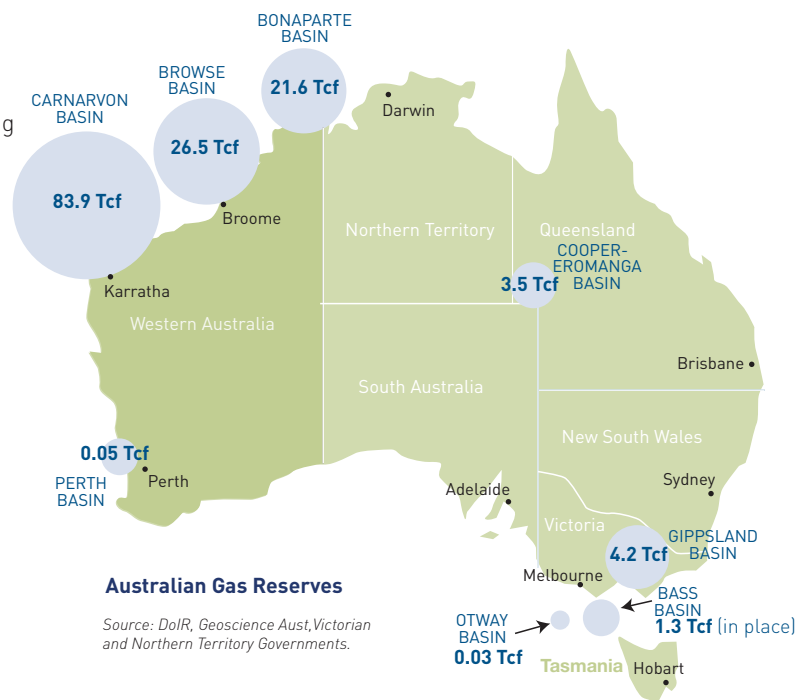 BONAPARTE
BASIN
21.6 Tcf
BROWSE
BASIN
26.5 Tcf
CARNARVON
BASIN
83.9 Tcf
g
Darwin
Broome
Karratha
Northern Territory
Queensland
COOPER-
EROMANGA
BASIN
3.5 Tcf
Western Australia
South Australia
Brisbane
New South Wales
0.05 Tcf
PERTH
BASIN
Perth
Adelaide
Sydney
Victoria
GIPPSLAND
BASIN
4.2 Tcf
Melbourne
BASS
BASIN
1.3 Tcf (in place)
OTWAY
BASIN
0.03 Tcf
Tasmania
Hobart
Australian Gas Reserves
Source: DoIR, Geoscience Aust,Victorian
and Northern Territory Governments.